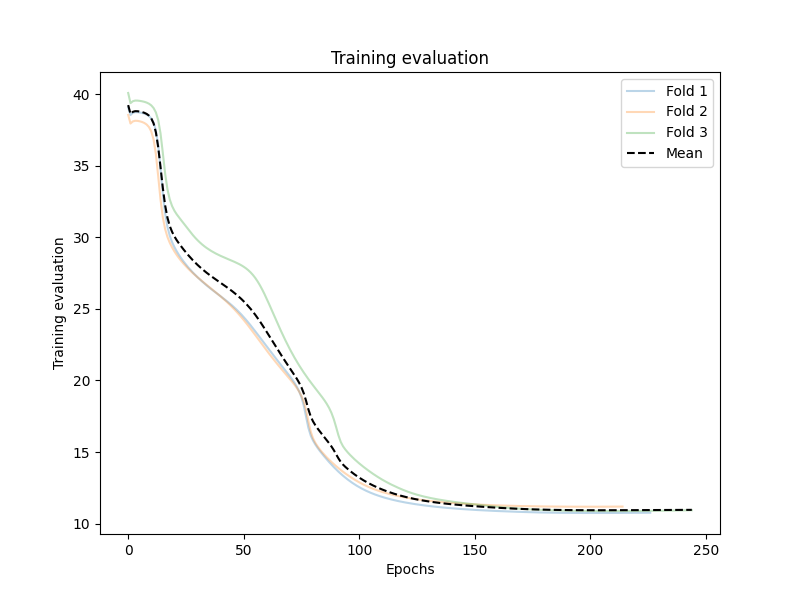 Training evaluation
Fold 1
Fold 2
Fold 3
Mean
Training evaluation
40
35
30
25
20
15
10
0 50 100 150 200 250
Epochs